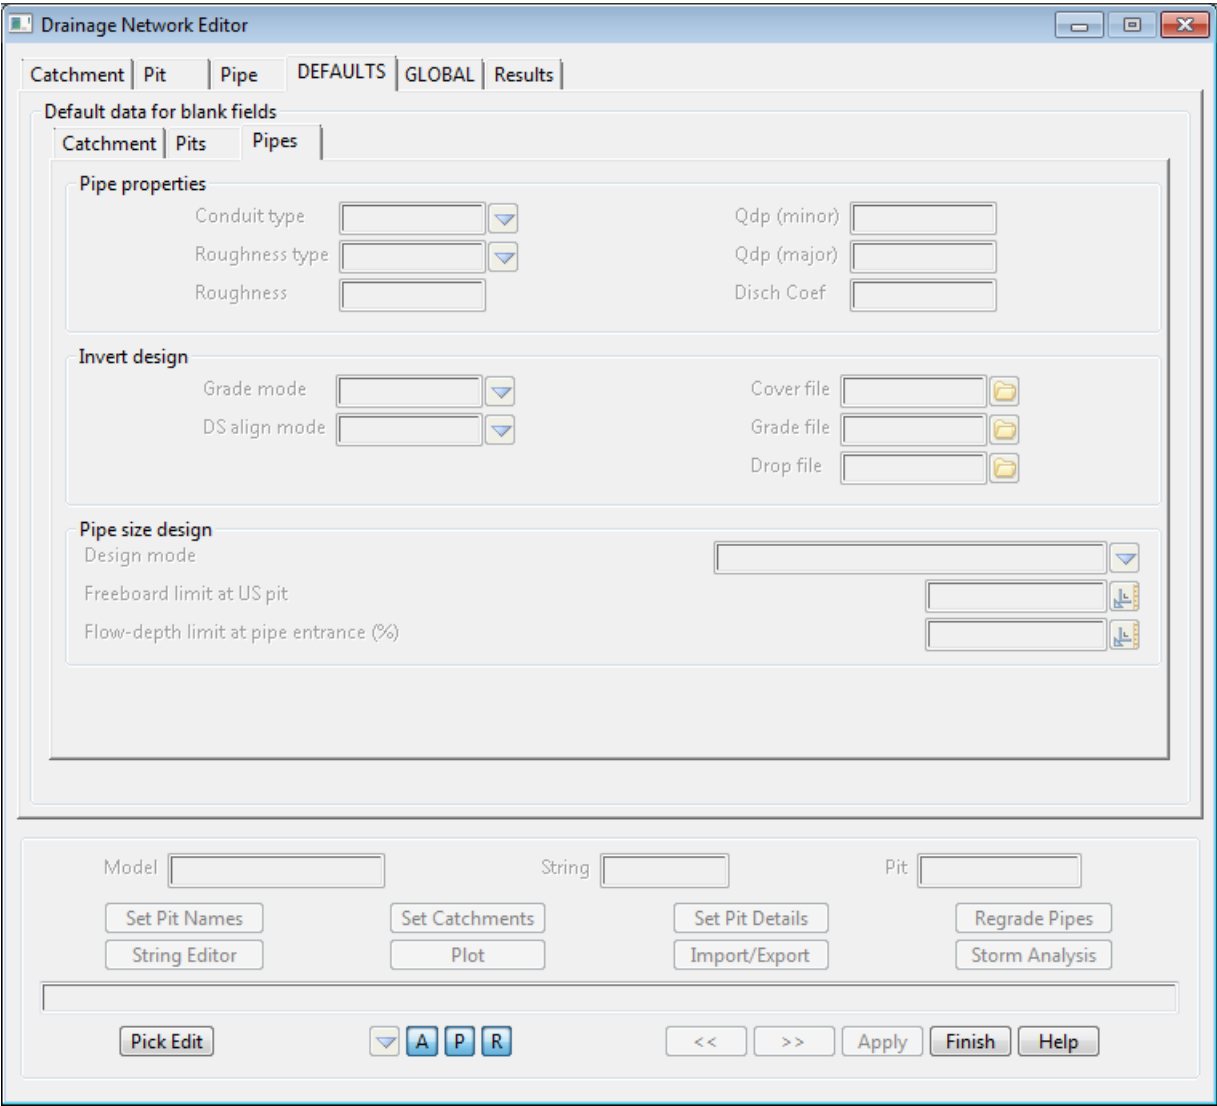 Drainage Network Editor
Catchment Pit Pipe DEFAULTS GLOBAL Results
Default data for blank fields
Catchment Pits Pipes
Pipe properties
Conduit type Qdp (minor)
Roughness type Qdp (major)
Roughness Disch Coef
Invert design
Grade mode Cover file
DS align mode Grade file
Drop file
Pipe size design
Design mode
Freeboard limit at US pit
Flow-depth limit at pipe entrance (%)
Model String Pit
Set Pit Names Set Catchments Set Pit Details Regrade Pipes
String Editor Plot Import/Export Storm Analysis
Pick Edit A P R << >> Apply Finish Help